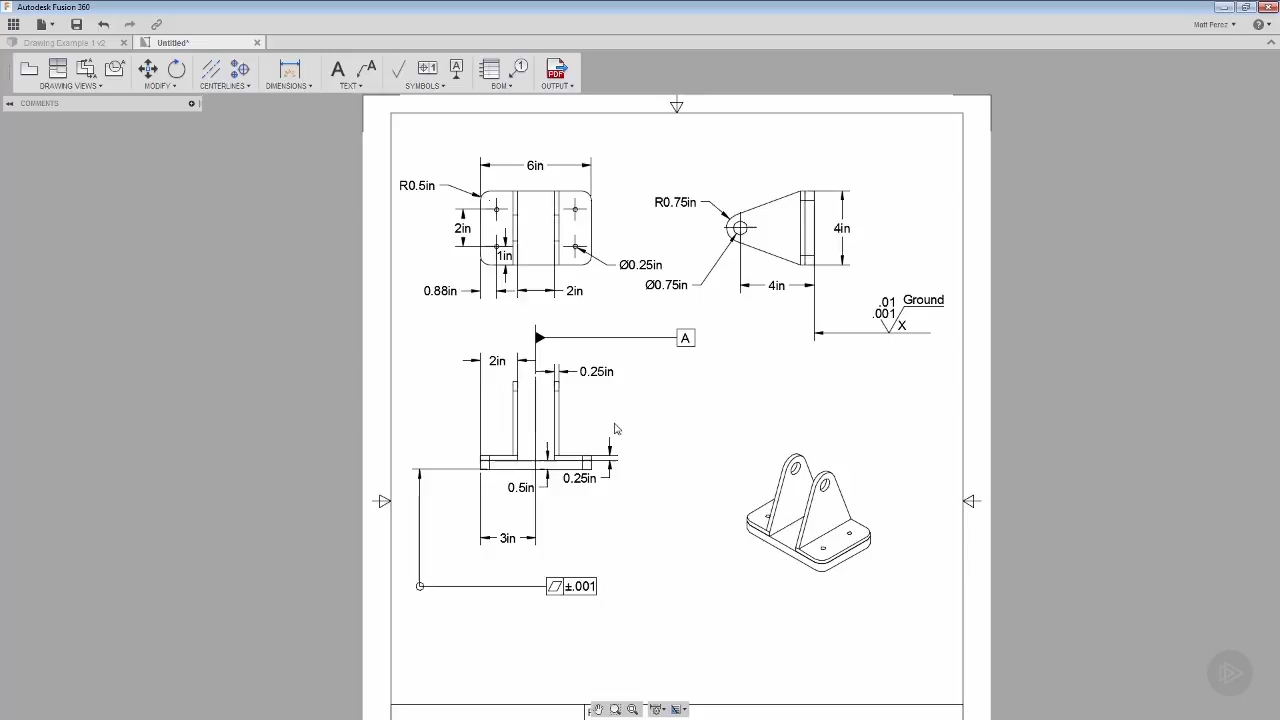 Autodesk Fusion 360
Matt Perez
Drawing Example 1 v2
Untitled*
DRAWING VIEWS
MODIFY
CENTERLINES
DIMENSIONS
TEXT
SYMBOLS
BOM
OUTPUT
COMMENTS
6in
R0.5in
2in
1in
Ø0.25in
0.88in
2in
R0.75in
4in
Ø0.75in
4in
.01 Ground
.001
X
A
2in
0.25in
0.5in
0.25in
3in
±.001